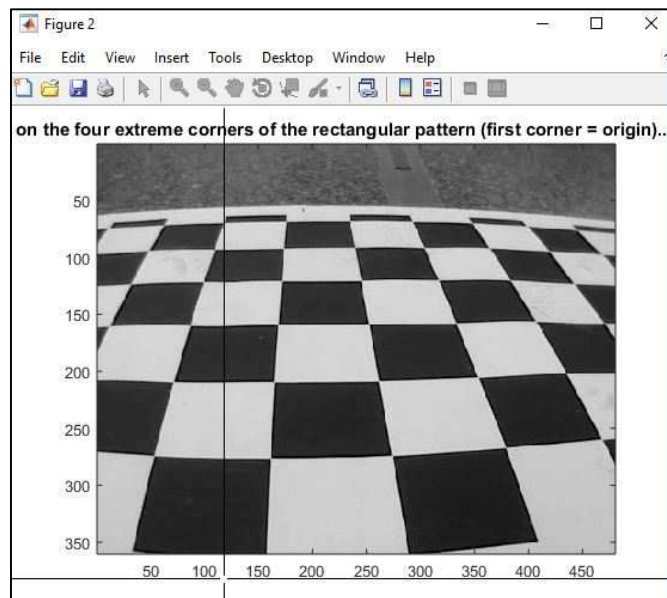 Figure 2
File Edit View Insert Tools Desktop Window Help
on the four extreme corners of the rectangular pattern (first corner = origin)..
50
100
150
200
250
300
350
50 100 150 200 250 300 350 400 450